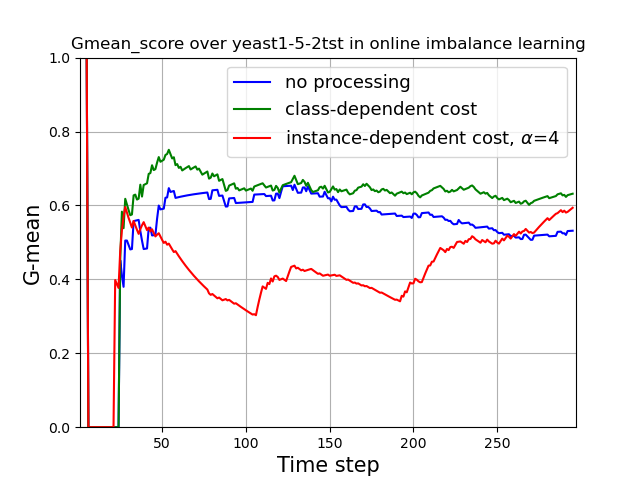 Gmean_score over yeast1-5-2tst in online imbalance learning
no processing
class-dependent cost
instance-dependent cost, α=4
G-mean
1.0
0.8
0.6
0.4
0.2
0.0
50 100 150 200 250
Time step